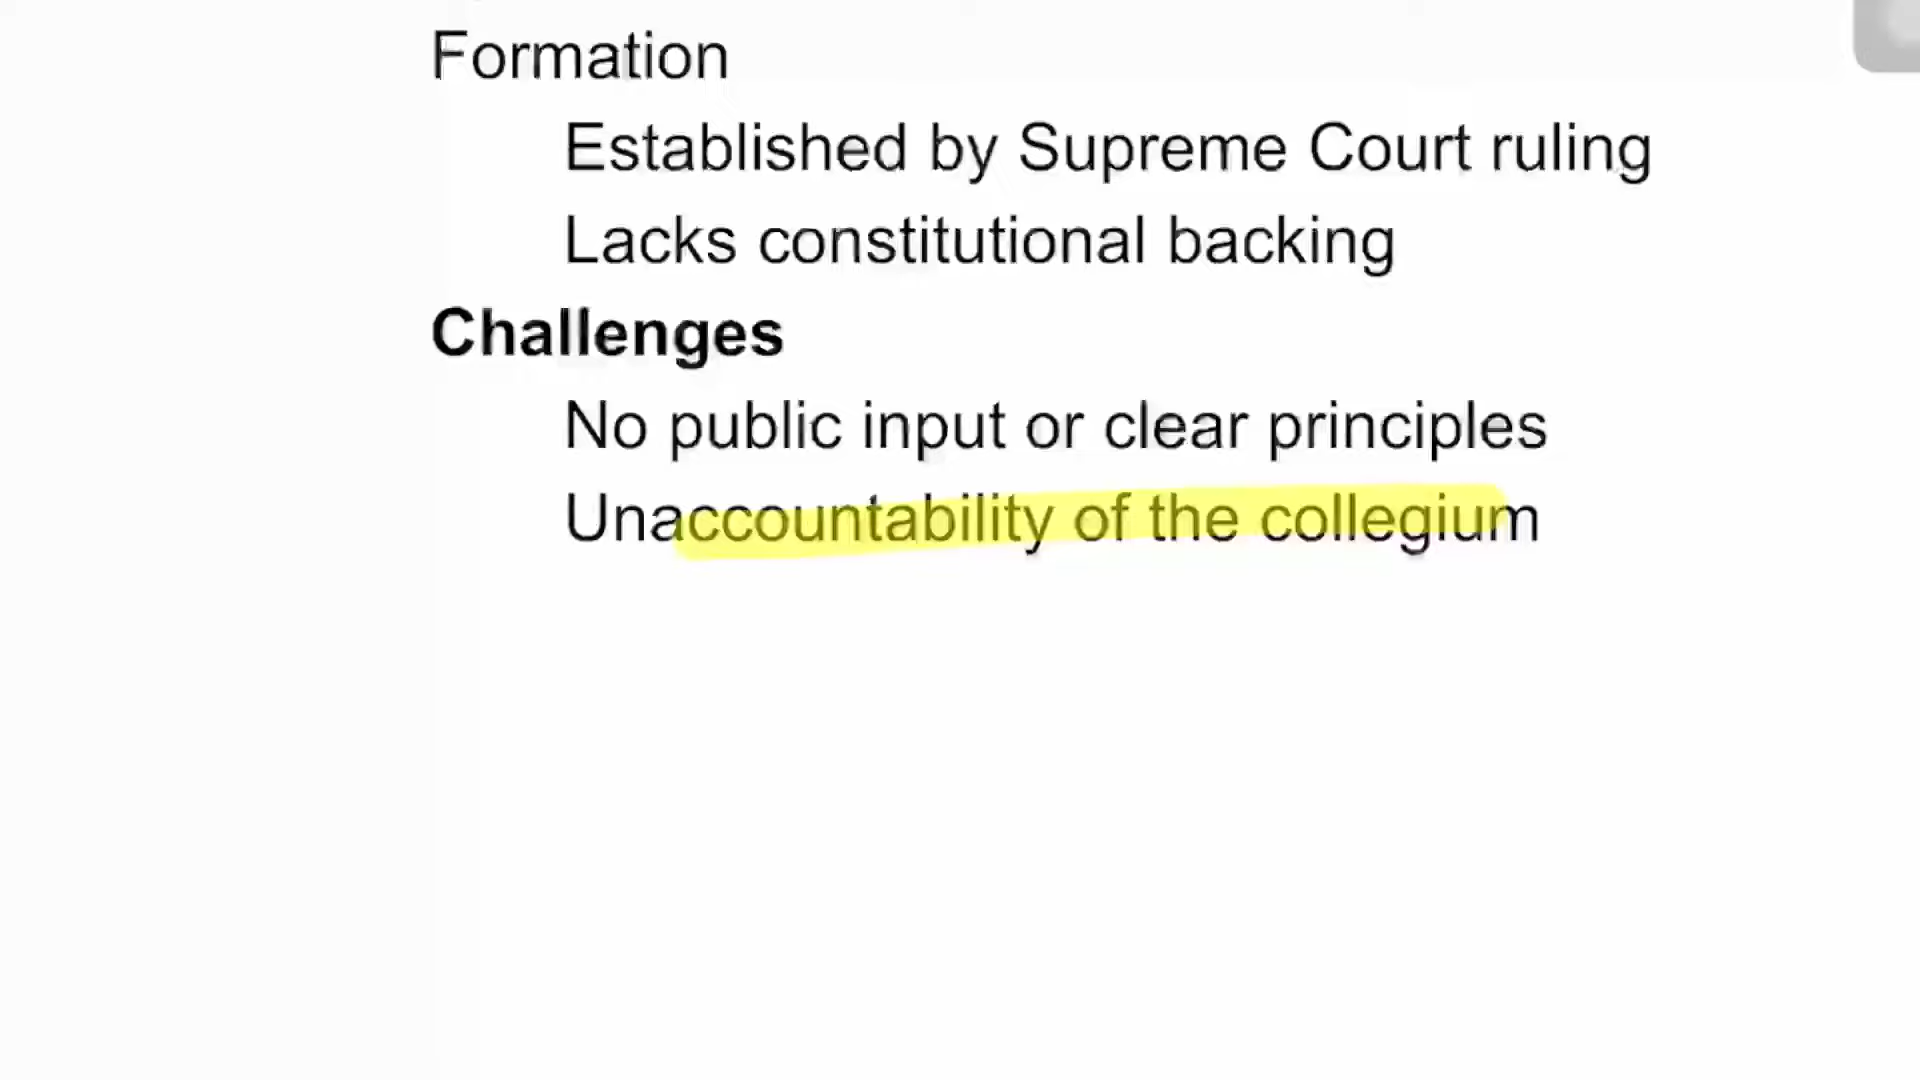 Formation
Established by Supreme Court ruling
Lacks constitutional backing
Challenges
No public input or clear principles
Unaccountability of the collegium